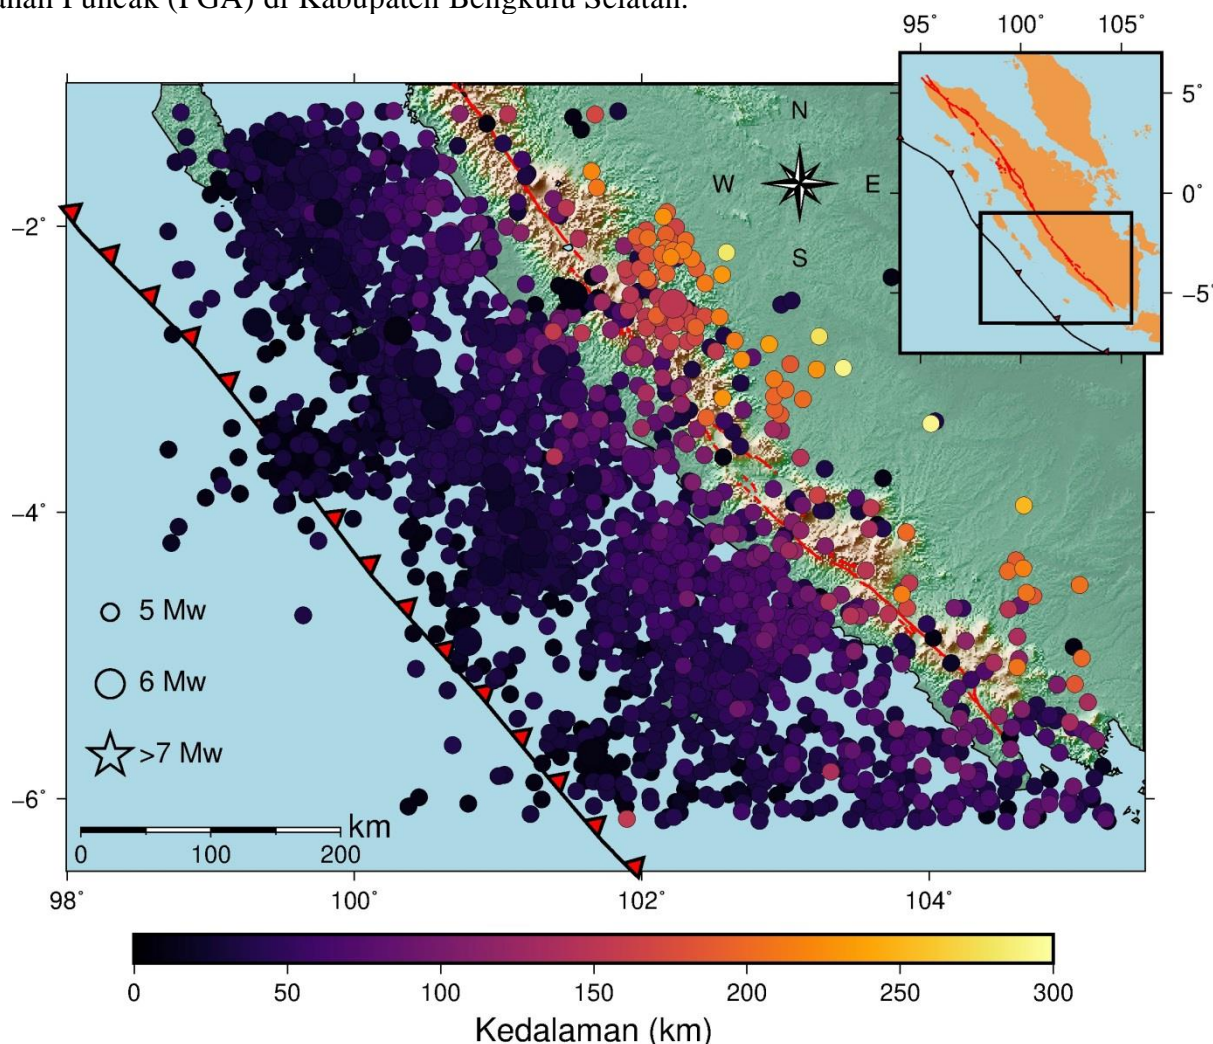 Puncak (PGA) di Kabupaten Bengkulu Selatan.
95° 100° 105°
5°
0°
−5°
N
W E
S
−2°
−4°
−6°
5 Mw
6 Mw
>7 Mw
km
0 100 200
98° 100° 102° 104°
0 50 100 150 200 250 300
Kedalaman (km)